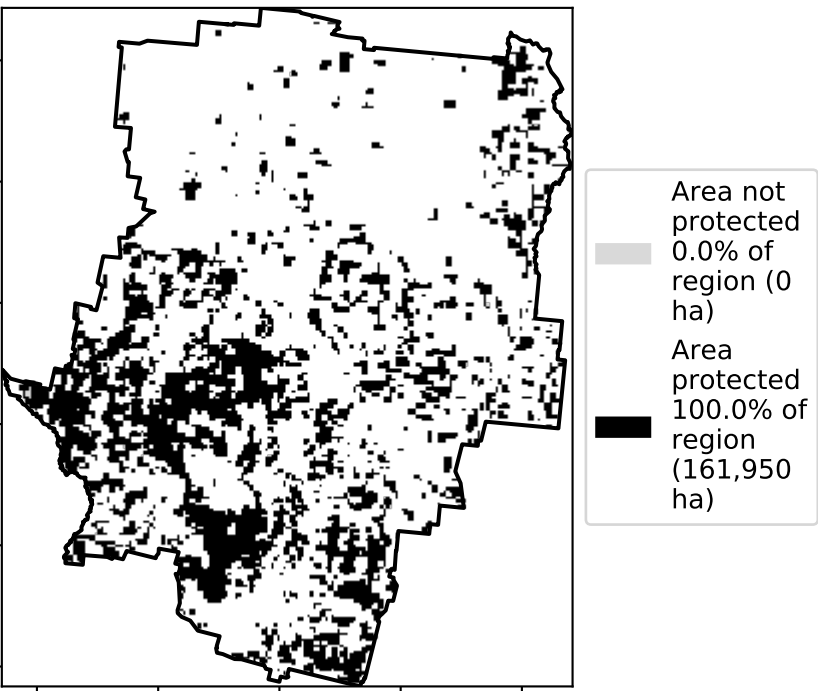 Area not
protected
0.0% of
region (0
ha)
Area
protected
100.0% of
region
(161,950
ha)